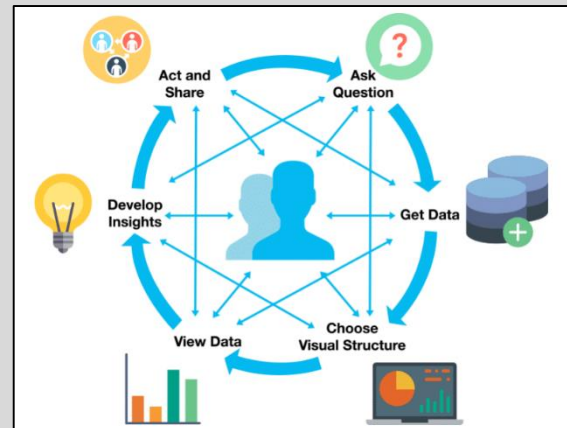 Act and
Share
Ask
Question
?
Get Data
Choose
Visual Structure
View Data
Develop
Insights